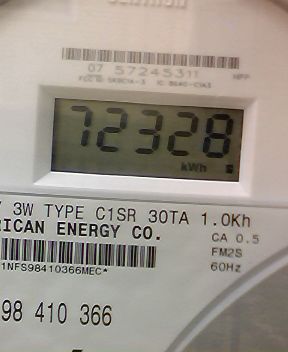 07 57245311
72328
kWh
3W TYPE C1SR 30TA 1.0Kh
RICAN ENERGY CO.
CA 0.5
FM2S
60Hz
1NFS98410366MEC*
98 410 366